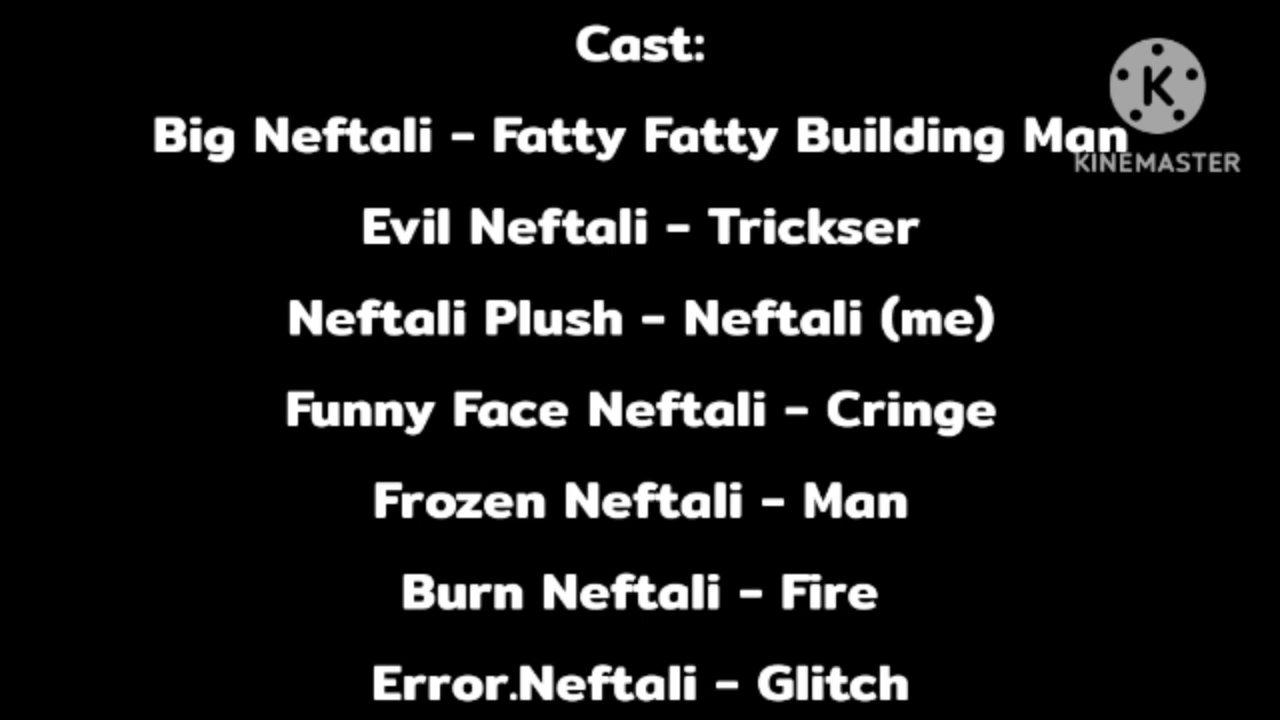 Cast:
Big Neftali - Fatty Fatty Building Man
KINEMASTER
Evil Neftali - Trickser
Neftali Plush - Neftali (me)
Funny Face Neftali - Cringe
Frozen Neftali - Man
Burn Neftali - Fire
Error.Neftali - Glitch